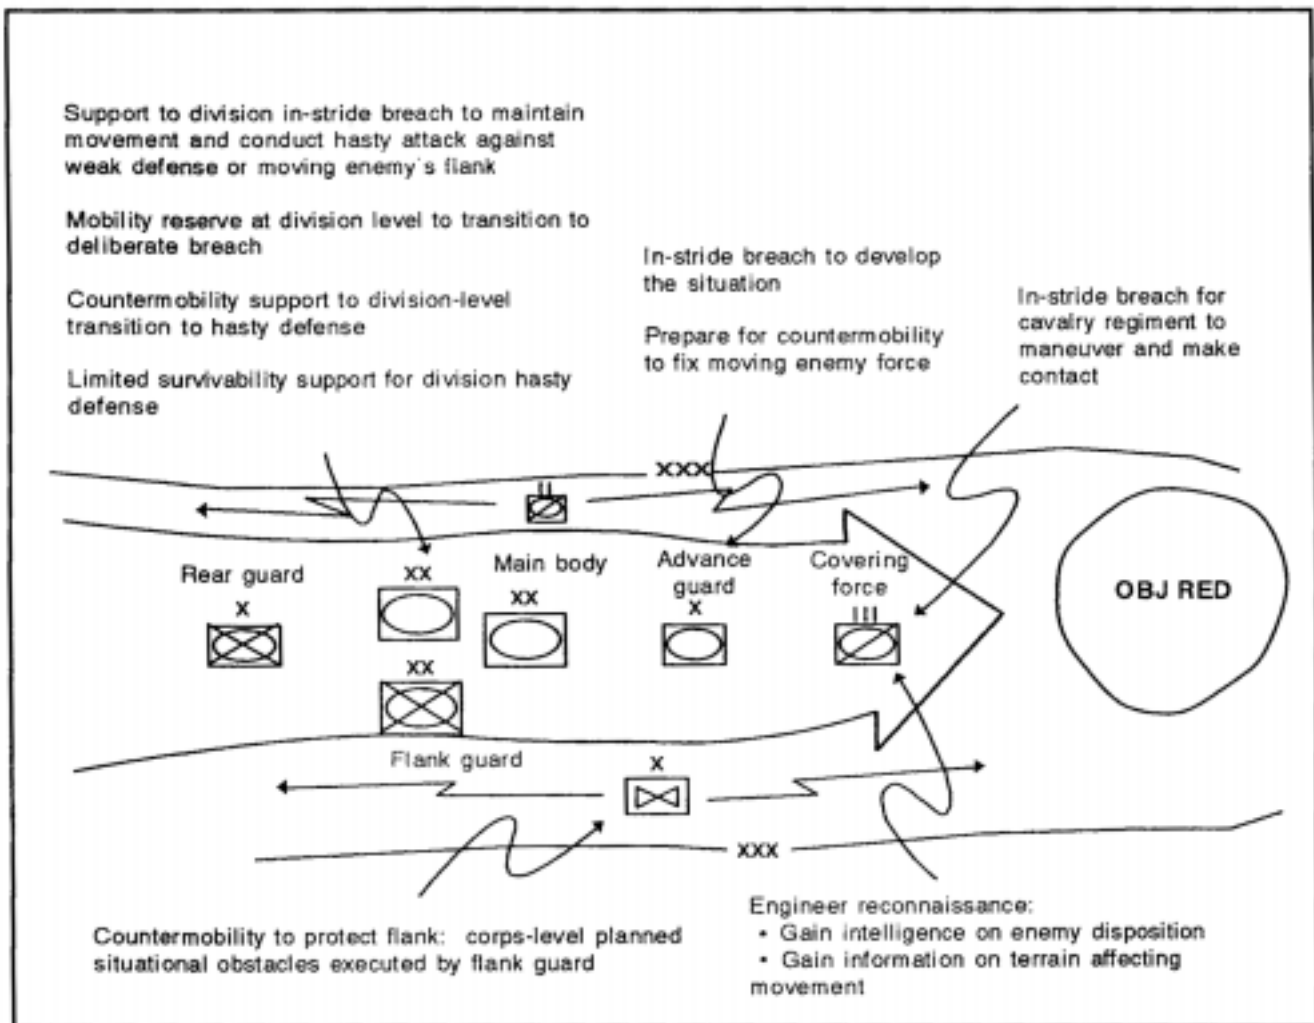 Support to division in-stride breach to maintain
movement and conduct hasty attack against
weak defense or moving enemy's flank
Mobility reserve at division level to transition to
deliberate breach
Countermobility support to division-level
transition to hasty defense
Limited survivability support for division hasty
defense
In-stride breach to develop
the situation
Prepare for countermobility
to fix moving enemy force
In-stride breach for
cavalry regiment to
maneuver and make
contact
XXX
II
Rear guard
X
XX
Main body
XX
Advance
guard
X
Covering
force
III
OBJ RED
XX
Flank guard
X
XXX
Countermobility to protect flank: corps-level planned
situational obstacles executed by flank guard
Engineer reconnaissance:
• Gain intelligence on enemy disposition
• Gain information on terrain affecting
movement